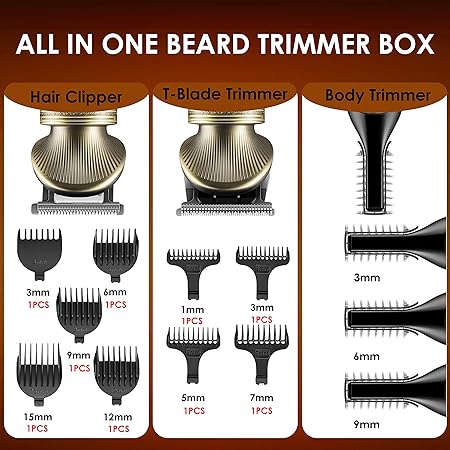 ALL IN ONE BEARD TRIMMER BOX
Hair Clipper
3mm
1PCS
6mm
1PCS
9mm
1PCS
15mm
1PCS
12mm
1PCS
T-Blade Trimmer
1mm
1PCS
3mm
1PCS
5mm
1PCS
7mm
1PCS
Body Trimmer
3mm
6mm
9mm